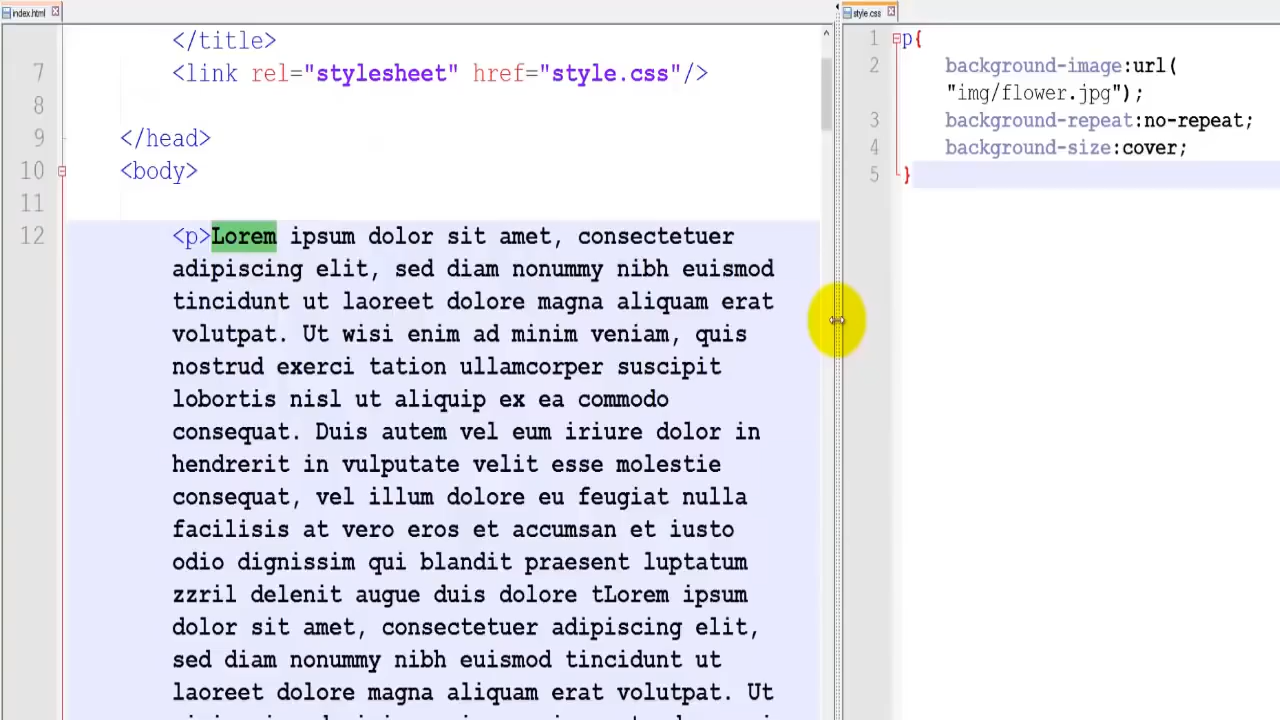 index.html
</title>
7 <link rel="stylesheet" href="style.css"/>
8
9 </head>
10 <body>
11
12 <p>Lorem ipsum dolor sit amet, consectetuer
adipiscing elit, sed diam nonummy nibh euismod
tincidunt ut laoreet dolore magna aliquam erat
volutpat. Ut wisi enim ad minim veniam, quis
nostrud exerci tation ullamcorper suscipit
lobortis nisl ut aliquip ex ea commodo
consequat. Duis autem vel eum iriure dolor in
hendrerit in vulputate velit esse molestie
consequat, vel illum dolore eu feugiat nulla
facilisis at vero eros et accumsan et iusto
odio dignissim qui blandit praesent luptatum
zzril delenit augue duis dolore tLorem ipsum
dolor sit amet, consectetuer adipiscing elit,
sed diam nonummy nibh euismod tincidunt ut
laoreet dolore magna aliquam erat volutpat. Ut
style.css
1 p{
2 background-image:url(
"img/flower.jpg");
3 background-repeat:no-repeat;
4 background-size:cover;
5 }